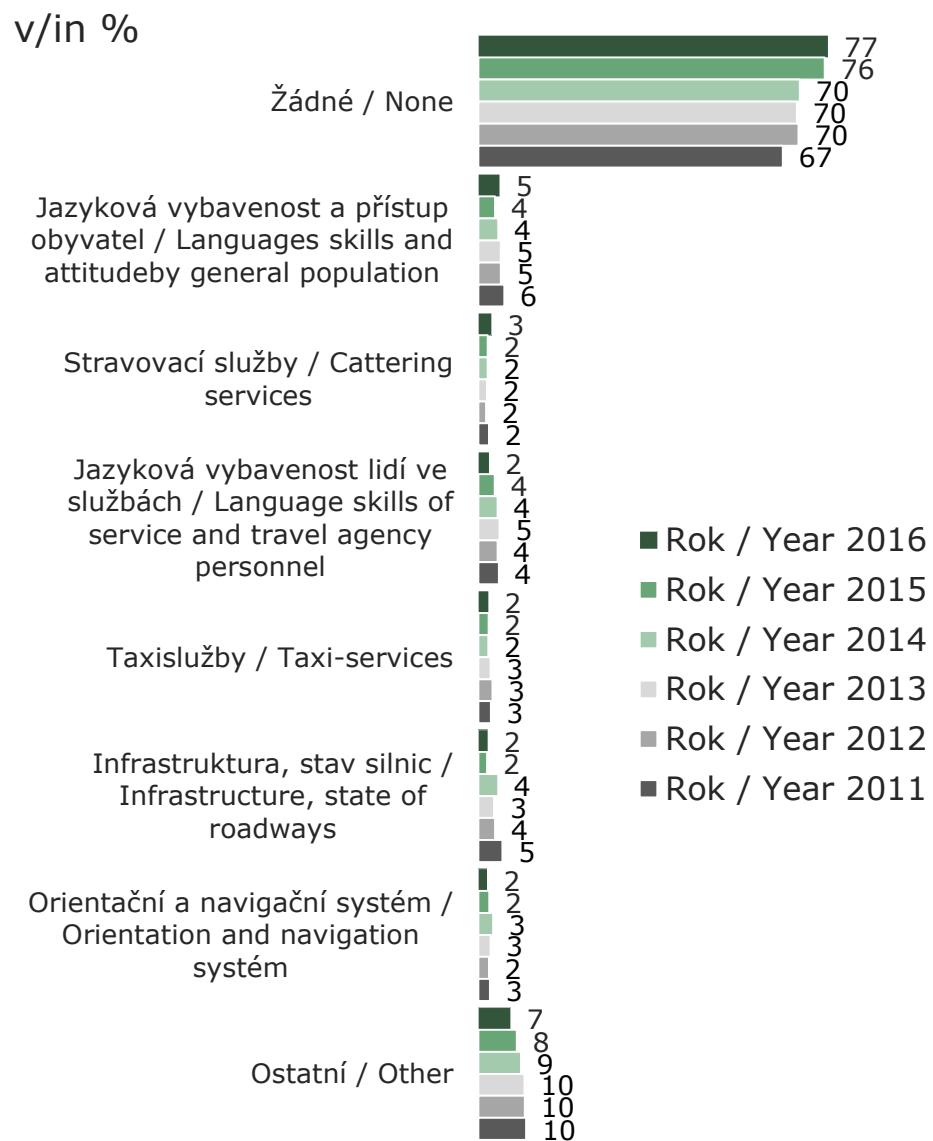 v/in %
77
76
70
70
70
67
Žádné / None
5
4
4
5
5
6
Jazyková vybavenost a přístup
obyvatel / Languages skills and
attitudeby general population
3
2
2
2
2
2
Stravovací služby / Cattering
services
2
4
4
5
4
4
Jazyková vybavenost lidí ve
službách / Language skills of
service and travel agency
personnel
2
2
2
3
3
3
Taxislužby / Taxi-services
2
2
4
3
4
5
Infrastruktura, stav silnic /
Infrastructure, state of
roadways
2
2
3
3
2
3
Orientační a navigační systém /
Orientation and navigation
systém
7
8
9
10
10
10
Ostatní / Other
Rok / Year 2016
Rok / Year 2015
Rok / Year 2014
Rok / Year 2013
Rok / Year 2012
Rok / Year 2011